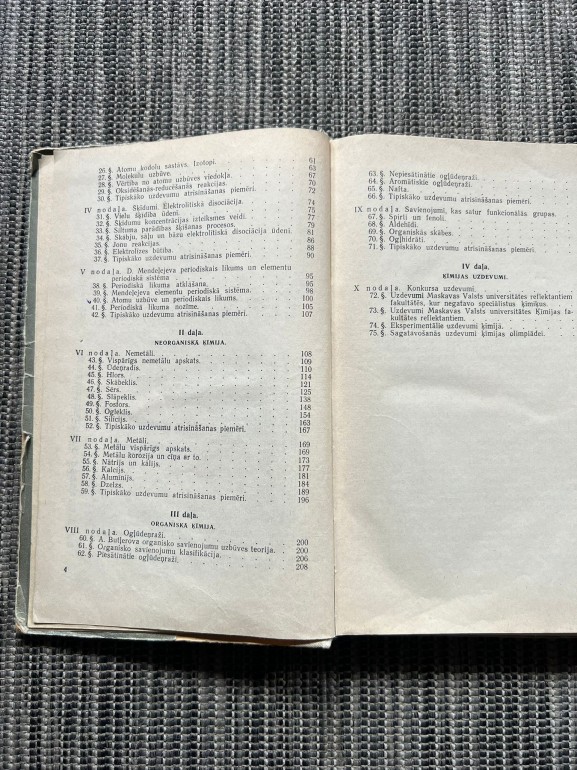 26. §. Atomu kodolu sastāvs. Izotopi. 61
27. §. Molekulu uzbūve. 63
28. §. Vērtība no atomu uzbūves viedokļa. 67
29. §. Oksidēšanās-reducēšanās reakcijas. 70
30. §. Tipiskāko uzdevumu atrisināšanas piemēri. 72
IV nodaļa. Šķīdumi. Elektrolītiskā disociācija. 74
31. §. Vielu šķīdība ūdenī. 75
32. §. Šķīdumu koncentrācijas izteiksmes veidi. 77
33. §. Siltuma parādības šķīšanas procesos. 79
34. §. Skābju, sāļu un bāzu elektrolītiskā disociācija ūdenī 81
35. §. Jonu reakcijas. 86
36. §. Elektrolīzes būtība. 88
37. §. Tipiskāko uzdevumu atrisināšanas piemēri. 90
V nodaļa. D. Mendeļejeva periodiskais likums un elementu
periodiskā sistēma 95
38. §. Periodiskā likuma atklāšana. 95
39. §. Mendeļejeva periodiskā elementu sistēma. 98
40. §. Atomu uzbūve un periodiskais likums. 100
41. §. Periodiskā likuma nozīme. 105
42. §. Tipiskāko uzdevumu atrisināšanas piemēri. 107
II daļa.
NEORGANISKĀ ĶĪMIJA.
VI nodaļa. Nemetāli. 108
43. §. Vispārīgs nemetālu apskats. 109
44. §. Ūdeņradis. 110
45. §. Hlors. 114
46. §. Skābeklis. 121
47. §. Sērs. 125
48. §. Slāpeklis. 138
49. §. Fosfors. 148
50. §. Ogleklis. 154
51. §. Silīcijs. 163
52. §. Tipiskāko uzdevumu atrisināšanas piemēri. 167
VII nodaļa. Metāli. 169
53. §. Metālu vispārīgs apskats. 169
54. §. Metālu korozija un cīņa ar to. 173
55. §. Nātrijs un kālijs. 177
56. §. Kalcijs. 181
57. §. Alumīnijs. 184
58. §. Dzelzs. 189
59. §. Tipiskāko uzdevumu atrisināšanas piemēri. 196
III daļa.
ORGANISKĀ ĶĪMIJA.
VIII nodaļa. Ogļūdeņraži. 200
60. §. A. Butļerova organisko savienojumu uzbūves teorija. 200
61. §. Organisko savienojumu klasifikācija. 206
62. §. Piesātinātie ogļūdeņraži. 208
4
63. §. Nepiesātinātie ogļūdeņraži.
64. §. Aromātiskie ogļūdeņraži.
65. §. Nafta.
66. §. Tipiskāko uzdevumu atrisināšanas piemēri.
IX nodaļa. Savienojumi, kas satur funkcionālās grupas.
67. §. Spirti un fenoli.
68. §. Aldehīdi.
69. §. Organiskās skābes.
70. §. Ogļhidrāti.
71. §. Tipiskāko uzdevumu atrisināšanas piemēri.
IV daļa.
ĶĪMIJAS UZDEVUMI.
X nodaļa. Konkursa uzdevumi.
72. §. Uzdevumi Maskavas Valsts universitātes reflektantiem
fakultātēs, kur negatavo speciālistus ķīmiķus.
73. §. Uzdevumi Maskavas Valsts universitātes Ķīmijas fa-
kultātes reflektantiem.
74. §. Eksperimentālie uzdevumi ķīmijā.
75. §. Sagatavošanās uzdevumi ķīmijas olimpiādei.